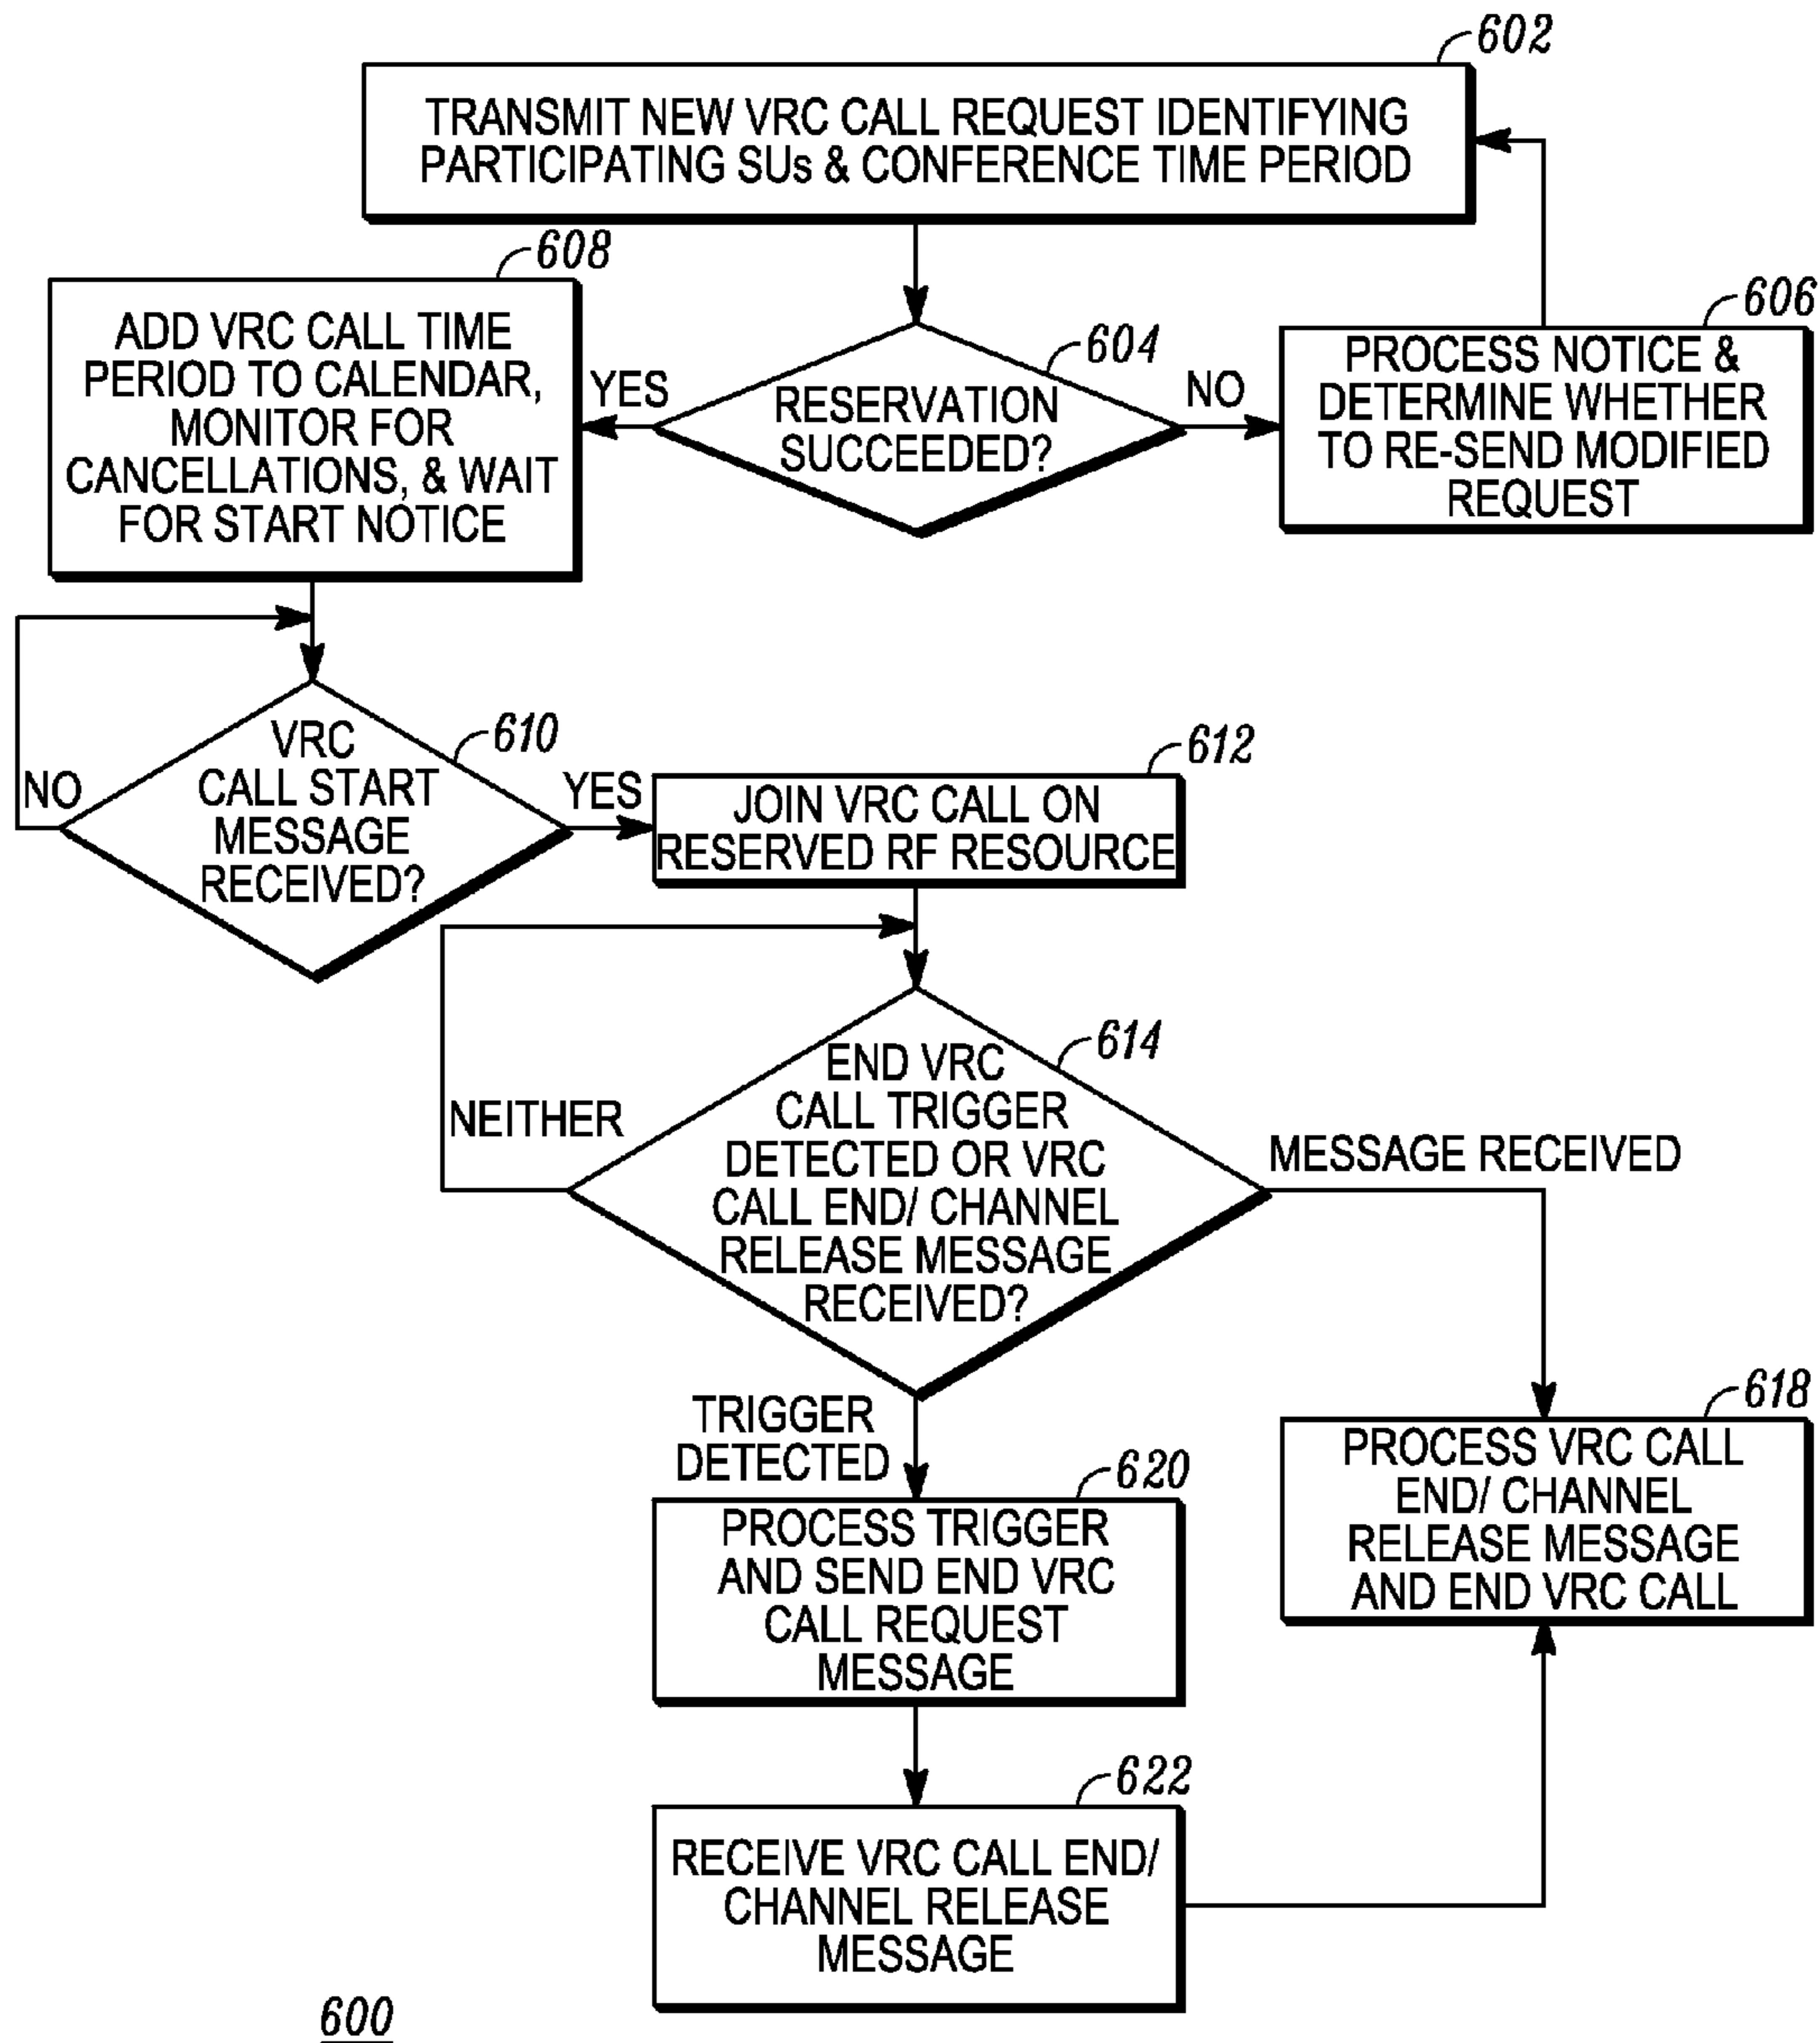 602
TRANSMIT NEW VRC CALL REQUEST IDENTIFYING
PARTICIPATING SUs & CONFERENCE TIME PERIOD
608
ADD VRC CALL TIME
PERIOD TO CALENDAR,
MONITOR FOR
CANCELLATIONS, & WAIT
FOR START NOTICE
YES
604
RESERVATION
SUCCEEDED?
NO
606
PROCESS NOTICE &
DETERMINE WHETHER
TO RE-SEND MODIFIED
REQUEST
NO
610
VRC
CALL START
MESSAGE
RECEIVED?
YES
612
JOIN VRC CALL ON
RESERVED RF RESOURCE
NEITHER
614
END VRC
CALL TRIGGER
DETECTED OR VRC
CALL END/ CHANNEL
RELEASE MESSAGE
RECEIVED?
MESSAGE RECEIVED
TRIGGER
DETECTED
618
PROCESS VRC CALL
END/ CHANNEL
RELEASE MESSAGE
AND END VRC CALL
620
PROCESS TRIGGER
AND SEND END VRC
CALL REQUEST
MESSAGE
622
RECEIVE VRC CALL END/
CHANNEL RELEASE
MESSAGE
600